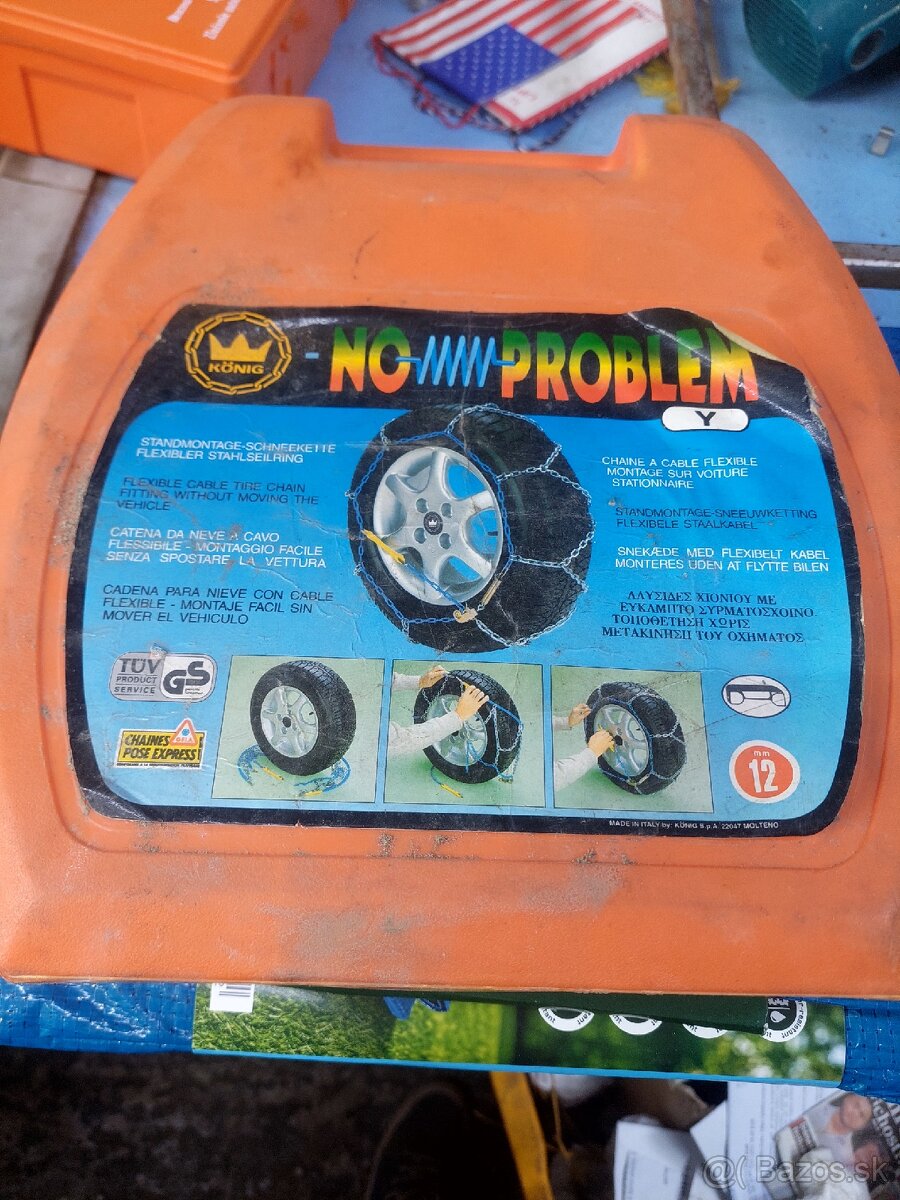 KÖNIG
NO PROBLEM
Y
STANDMONTAGE-SCHNEEKETTE
FLEXIBLER STAHLSEILRING
FLEXIBLE CABLE TIRE CHAIN
FITTING WITHOUT MOVING THE
VEHICLE
CATENA DA NEVE A CAVO
FLESSIBILE - MONTAGGIO FACILE
SENZA SPOSTARE LA VETTURA
CADENA PARA NIEVE CON CABLE
FLEXIBLE - MONTAJE FACIL SIN
MOVER EL VEHICULO
CHAINE A CABLE FLEXIBLE
MONTAGE SUR VOITURE
STATIONNAIRE
STANDMONTAGE-SNEEUWKETTING
FLEXIBELE STAALKABEL
SNEKÆDE MED FLEXIBELT KABEL
MONTERES UDEN AT FLYTTE BILEN
ΑΛΥΣΙΔΕΣ ΧΙΟΝΙΟΥ ΜΕ
ΕΥΚΑΜΠΤΟ ΣΥΡΜΑΤΟΣΧΟΙΝΟ.
ΤΟΠΟΘΕΤΗΣΗ ΧΩΡΙΣ
ΜΕΤΑΚΙΝΗΣΗ ΤΟΥ ΟΧΗΜΑΤΟΣ
TÜV
PRODUCT
SERVICE
GS
CHAINES
POSE EXPRESS!
mm
12
MADE IN ITALY by: KÖNIG S.p.A. 22047 MOLTENO
@( Bazos.sk